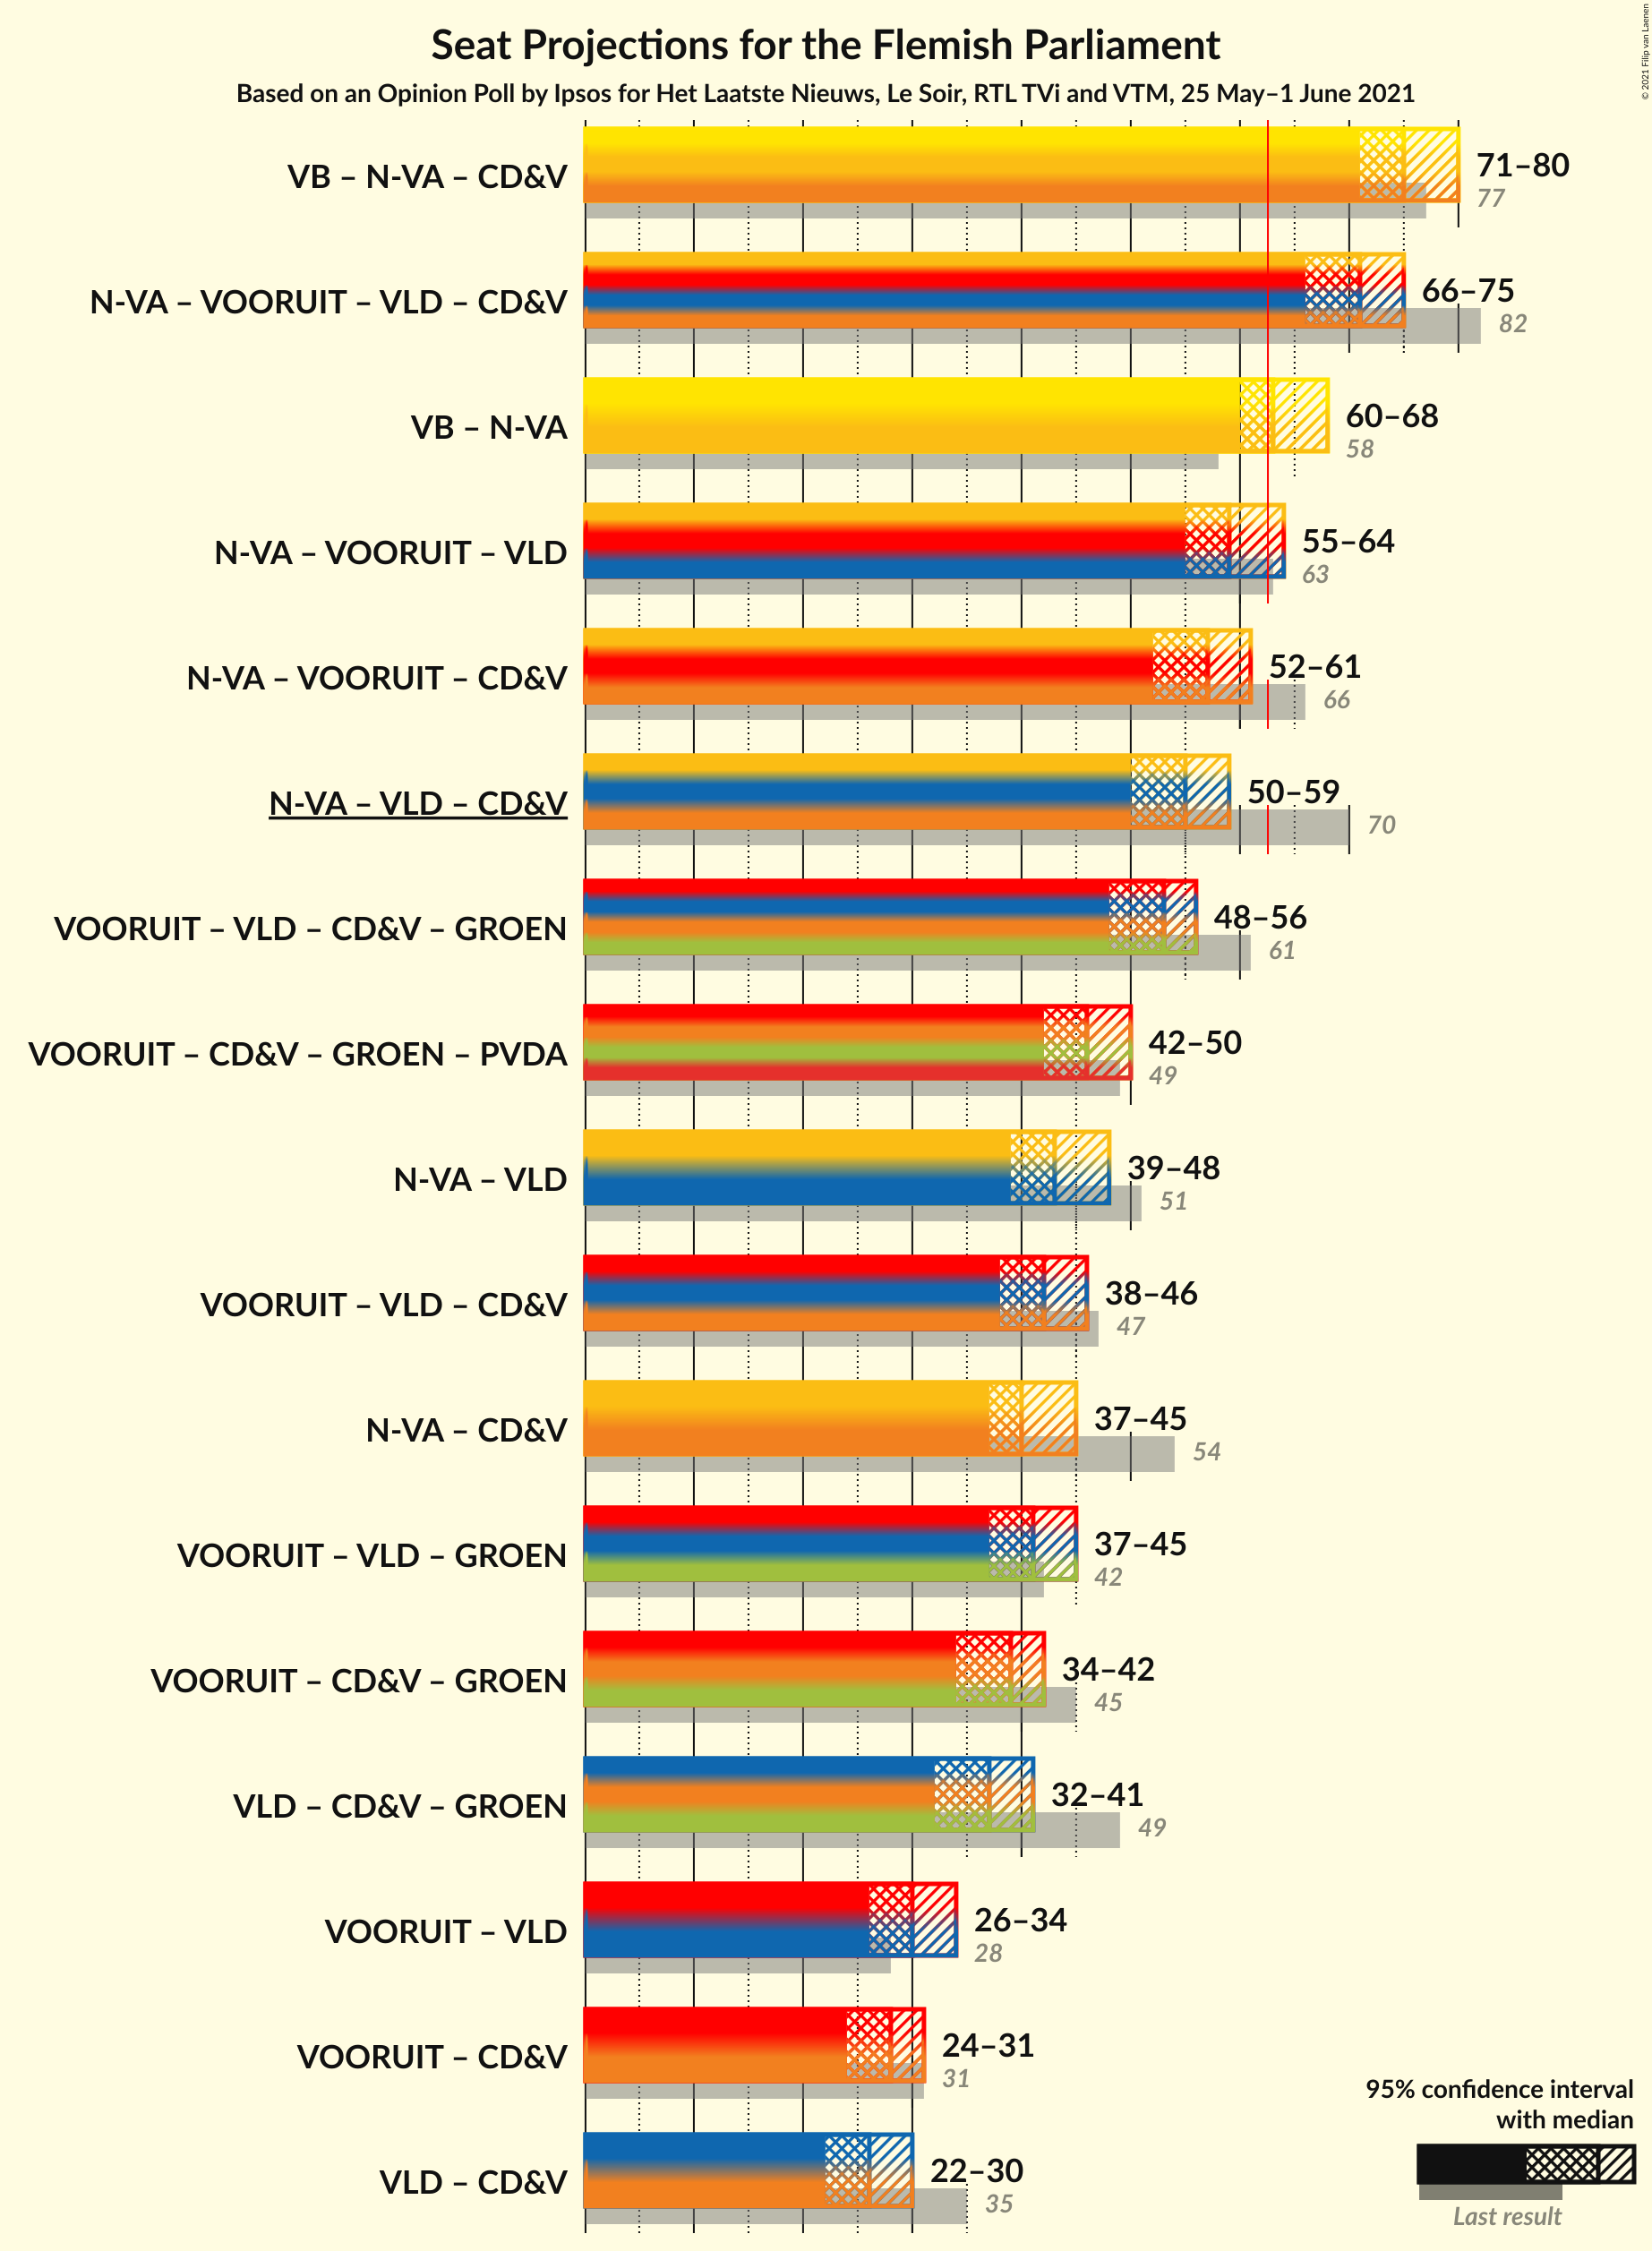 Seat Projections for the Flemish Parliament
Based on an Opinion Poll by Ipsos for Het Laatste Nieuws, Le Soir, RTL TVi and VTM, 25 May–1 June 2021
© 2021 Filip van Laenen
VB – N-VA – CD&V
71–80
77
N-VA – VOORUIT – VLD – CD&V
66–75
82
VB – N-VA
60–68
58
N-VA – VOORUIT – VLD
55–64
63
N-VA – VOORUIT – CD&V
52–61
66
N-VA – VLD – CD&V
50–59
70
VOORUIT – VLD – CD&V – GROEN
48–56
61
VOORUIT – CD&V – GROEN – PVDA
42–50
49
N-VA – VLD
39–48
51
VOORUIT – VLD – CD&V
38–46
47
N-VA – CD&V
37–45
54
VOORUIT – VLD – GROEN
37–45
42
VOORUIT – CD&V – GROEN
34–42
45
VLD – CD&V – GROEN
32–41
49
VOORUIT – VLD
26–34
28
VOORUIT – CD&V
24–31
31
VLD – CD&V
22–30
35
95% confidence interval
with median
Last result